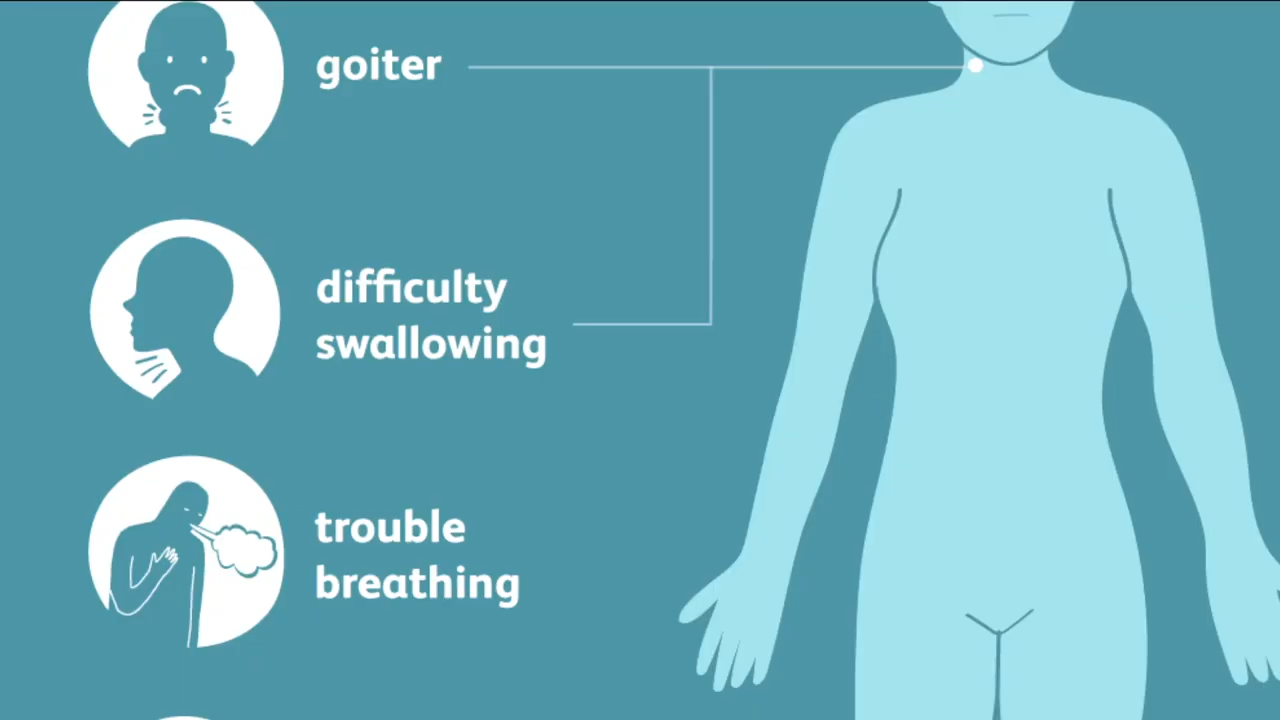 goiter
difficulty
swallowing
trouble
breathing